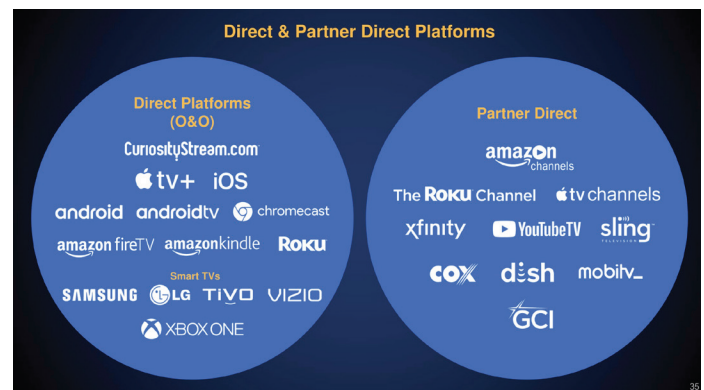 Direct & Partner Direct Platforms
Direct Platforms
(O&O)
CuriosityStream.com
tv+ iOS
android androidtv chromecast
amazon fireTV amazonkindle ROKU
Smart TVs
SAMSUNG LG TiVO VIZIO
XBOX ONE
Partner Direct
amazon
channels
The ROKU Channel tv channels
xfinity YouTubeTV sling
TELEVISION
COX dish mobitv_
GCI
35